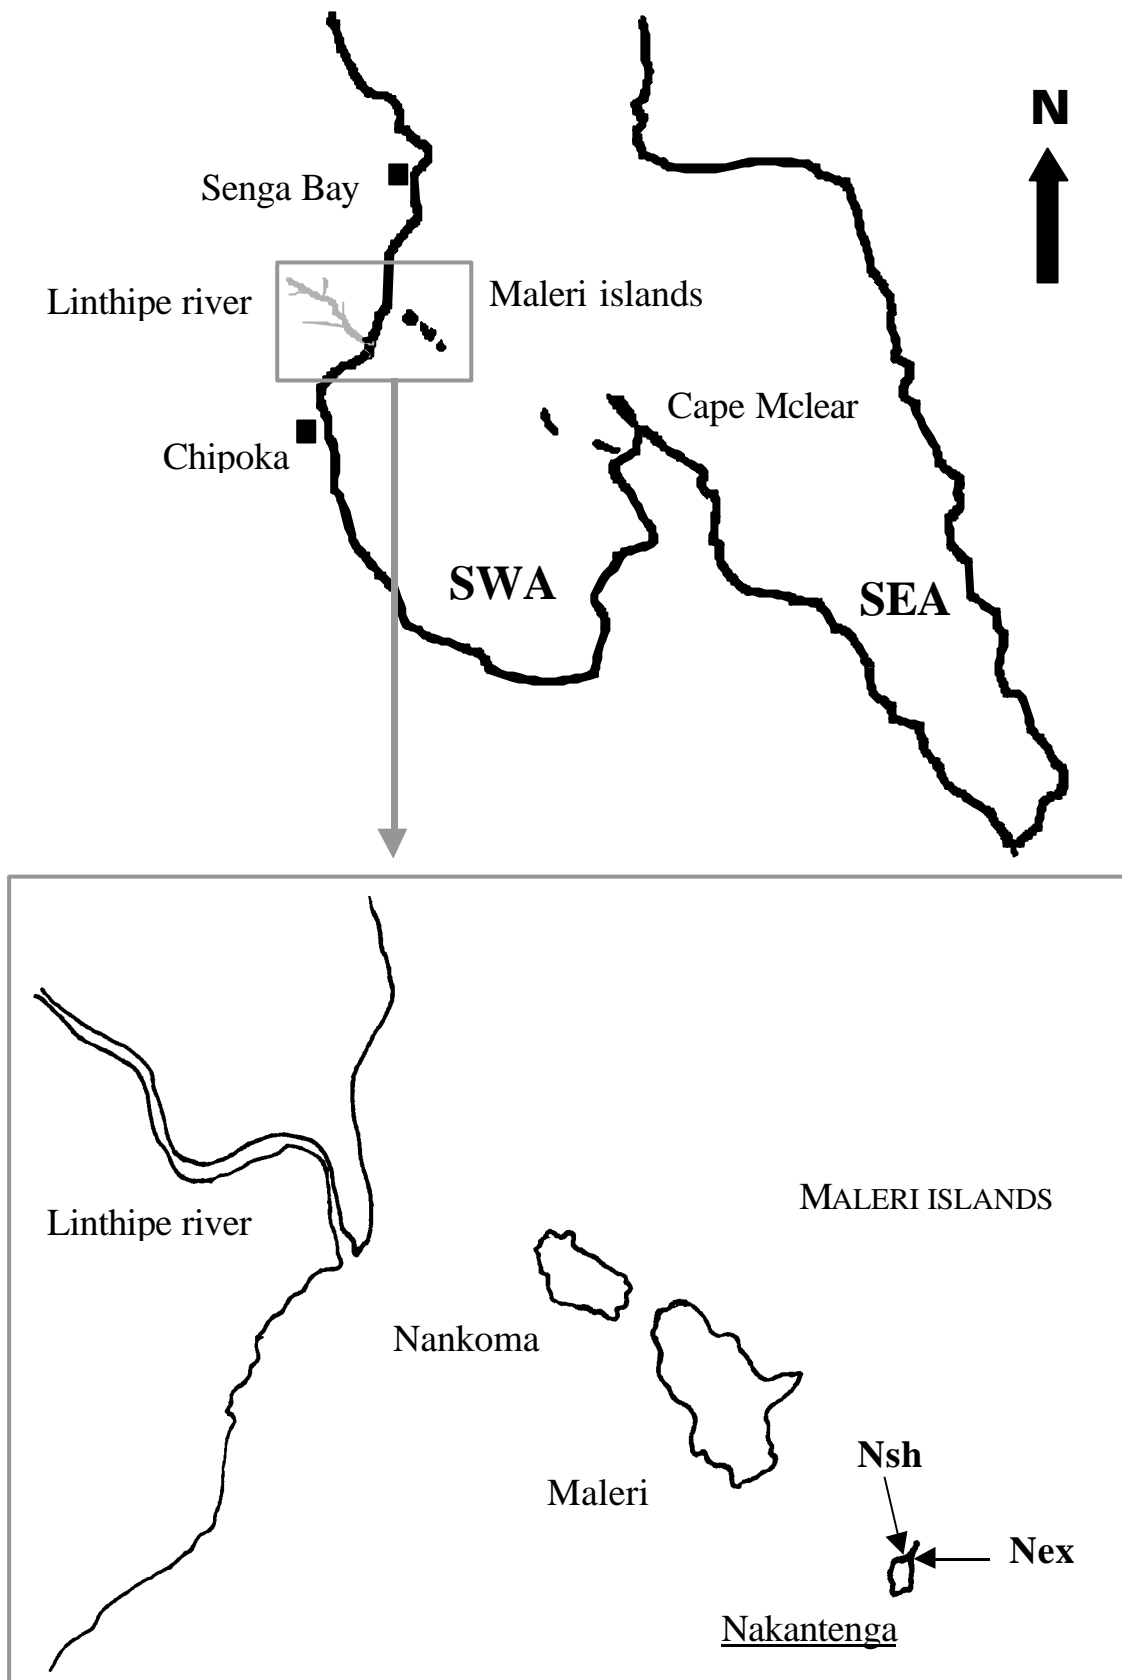 N
Senga Bay
Linthipe river
Maleri islands
Cape Mclear
Chipoka
SWA
SEA
MALERI ISLANDS
Linthipe river
Nankoma
Nsh
Maleri
Nex
Nakantenga